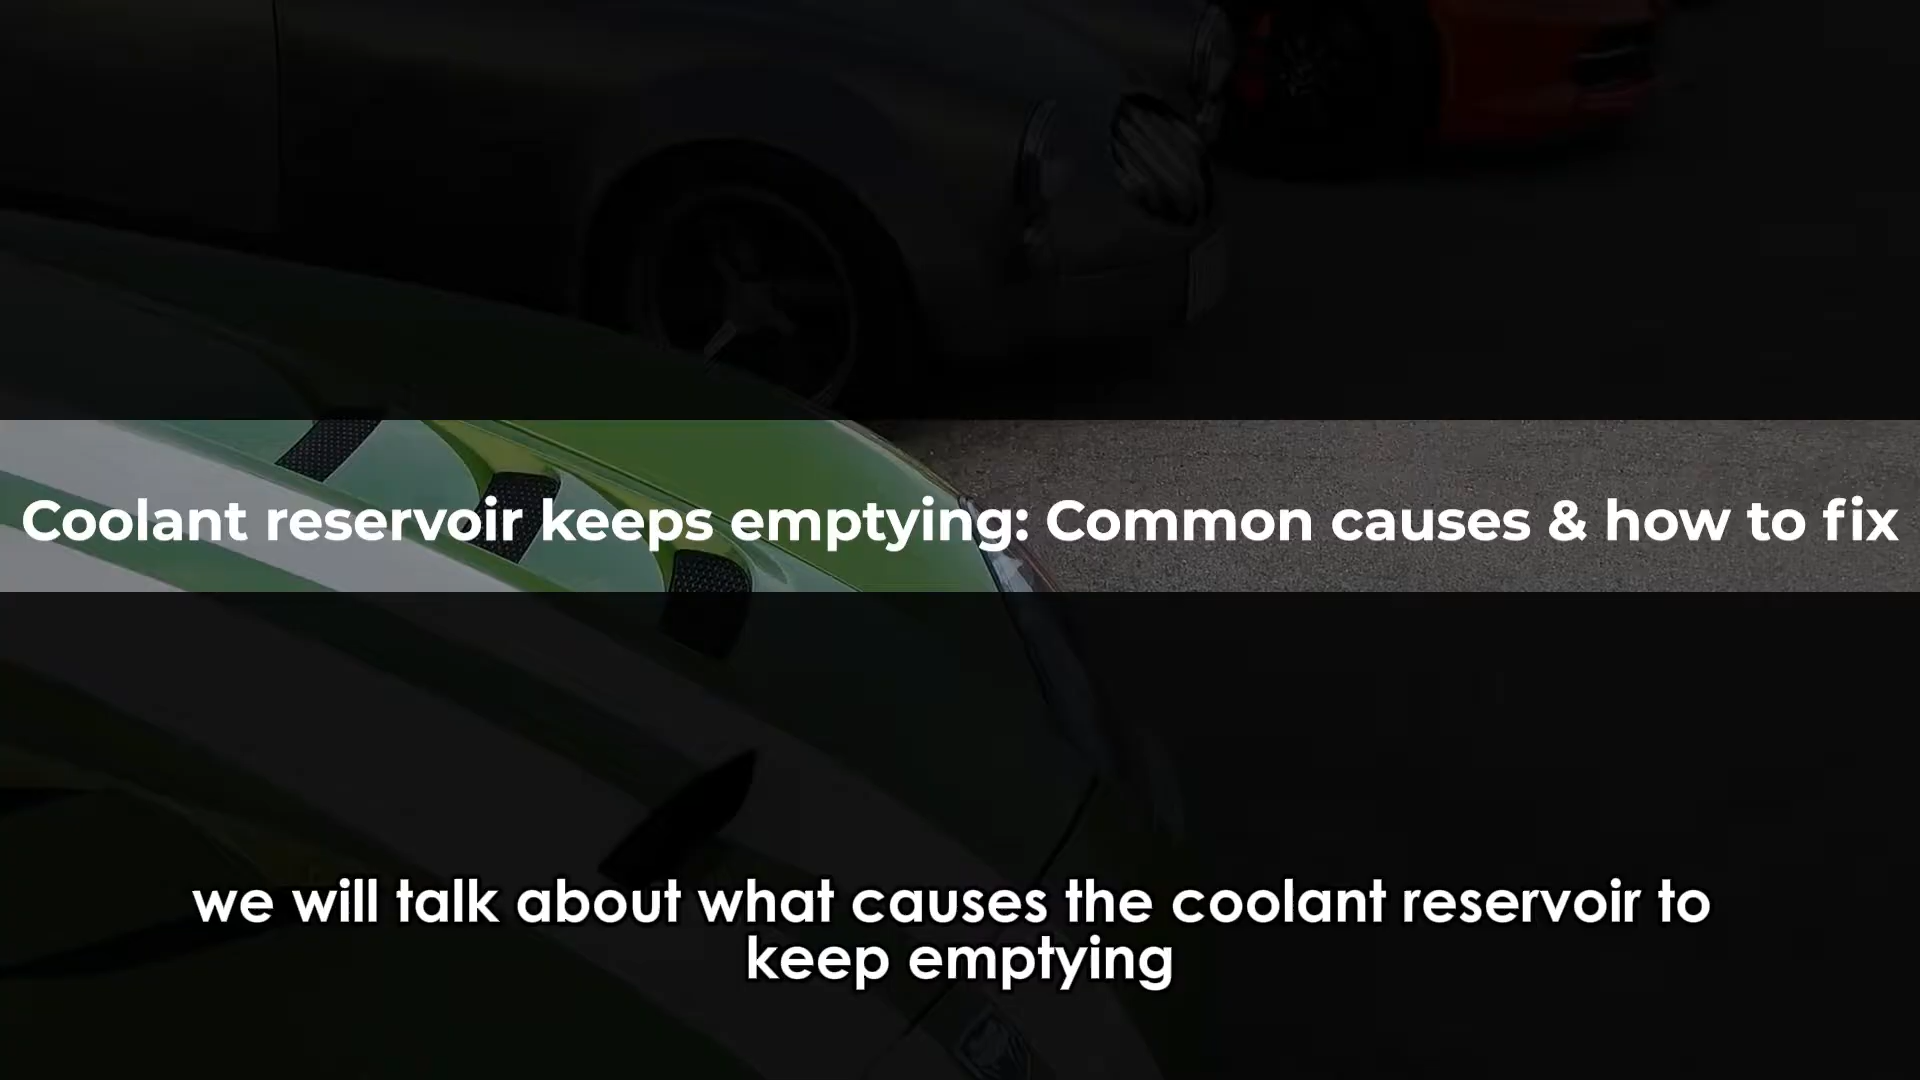 Coolant reservoir keeps emptying: Common causes & how to fix
we will talk about what causes the coolant reservoir to
keep emptying